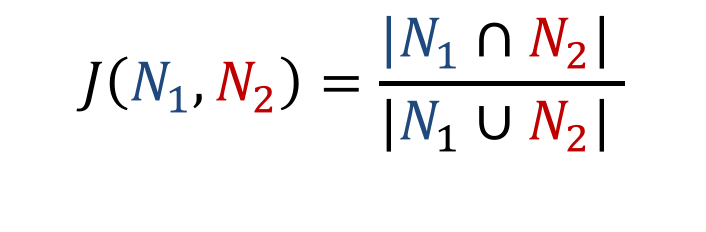 J(N₁, N₂) = |N₁ ∩ N₂| / |N₁ ∪ N₂|